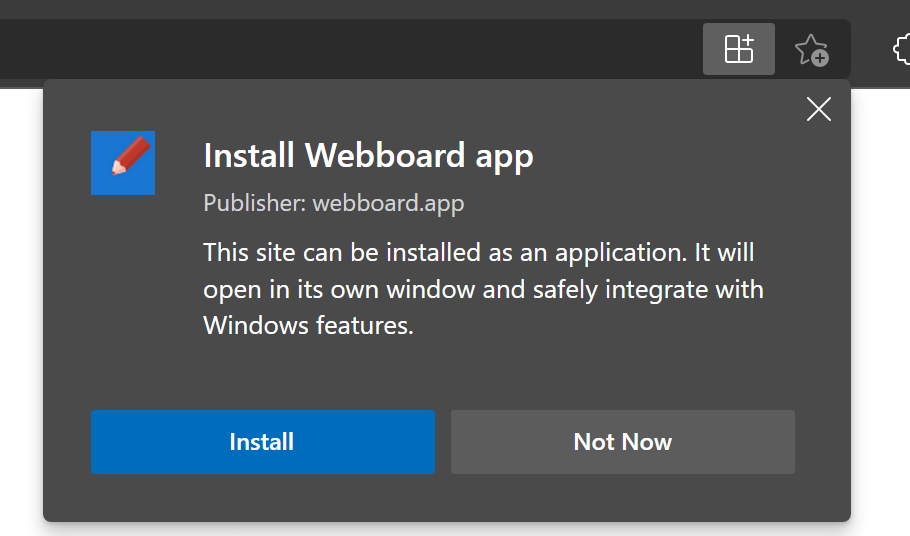 Install Webboard app
Publisher: webboard.app
This site can be installed as an application. It will
open in its own window and safely integrate with
Windows features.
Install
Not Now